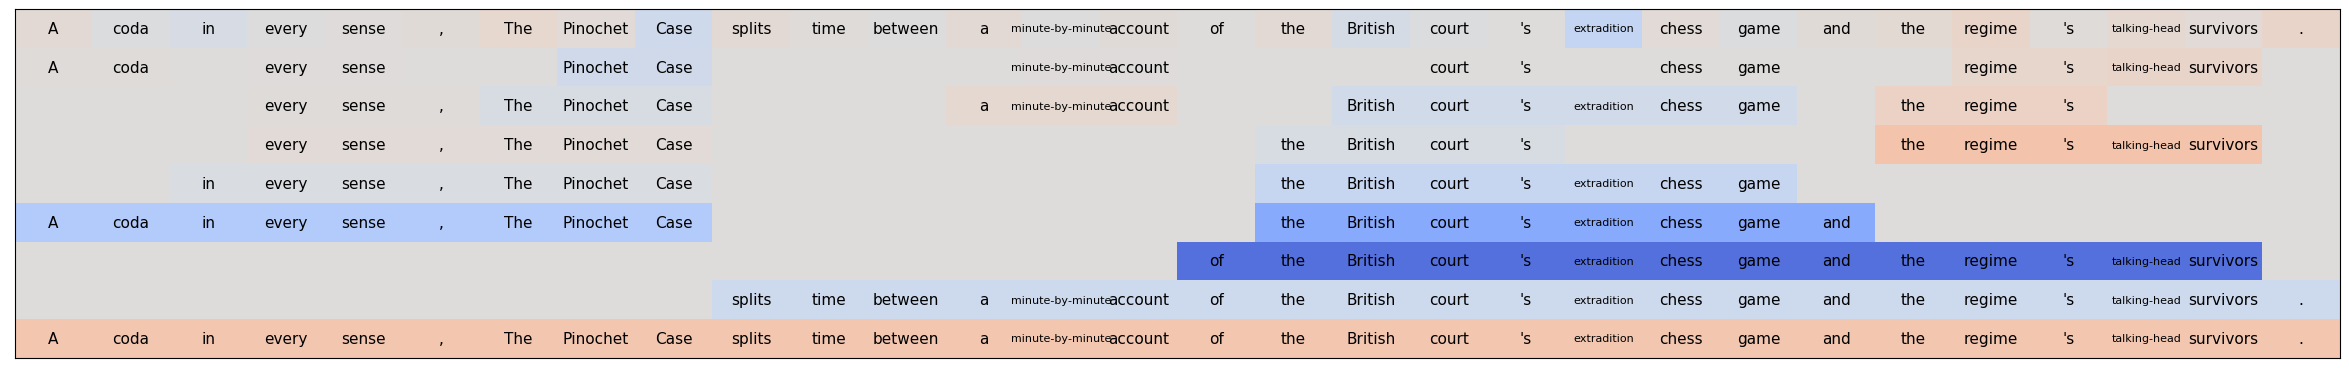 A coda in every sense , The Pinochet Case splits time between a minute-by-minute account of the British court 's extradition chess game and the regime 's talking-head survivors .
A coda every sense Pinochet Case minute-by-minute account court 's chess game regime 's talking-head survivors
every sense , The Pinochet Case a minute-by-minute account British court 's extradition chess game the regime 's
every sense , The Pinochet Case the British court 's the regime 's talking-head survivors
in every sense , The Pinochet Case the British court 's extradition chess game
A coda in every sense , The Pinochet Case the British court 's extradition chess game and
of the British court 's extradition chess game and the regime 's talking-head survivors
splits time between a minute-by-minute account of the British court 's extradition chess game and the regime 's talking-head survivors .
A coda in every sense , The Pinochet Case splits time between a minute-by-minute account of the British court 's extradition chess game and the regime 's talking-head survivors .